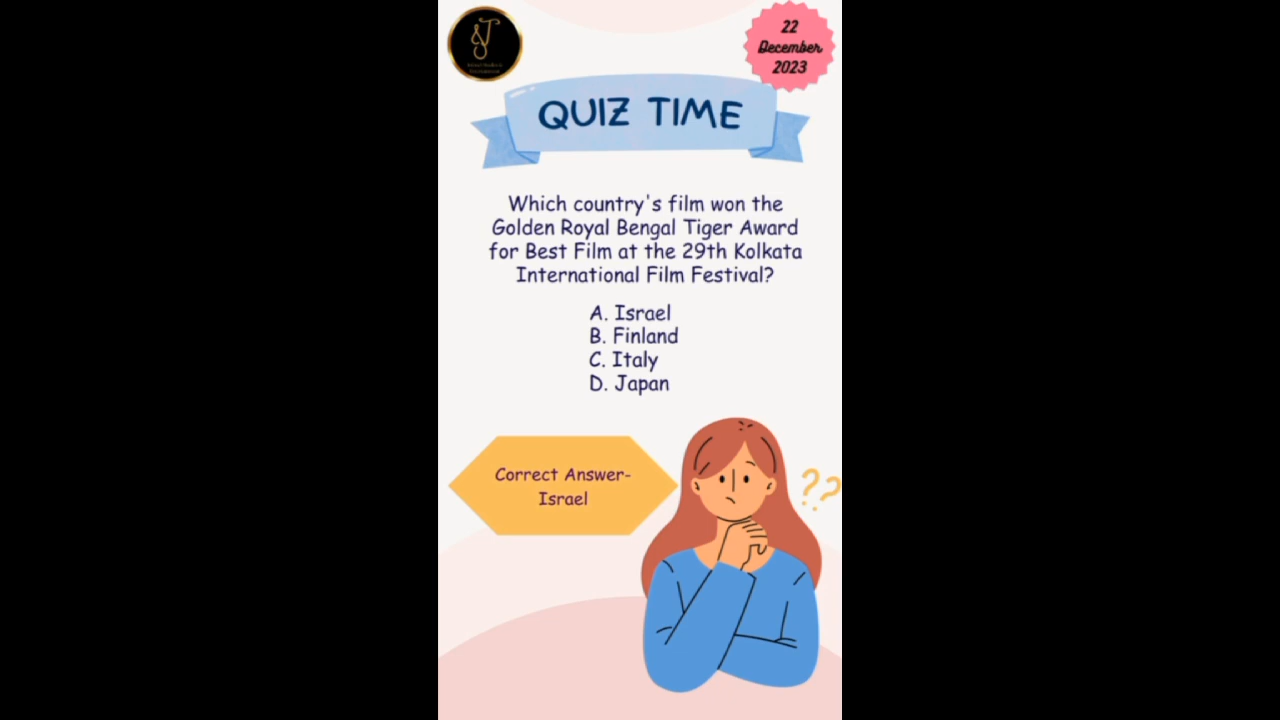 22
December
2023
QUIZ TIME
Which country's film won the
Golden Royal Bengal Tiger Award
for Best Film at the 29th Kolkata
International Film Festival?
A. Israel
B. Finland
C. Italy
D. Japan
Correct Answer-
Israel
??